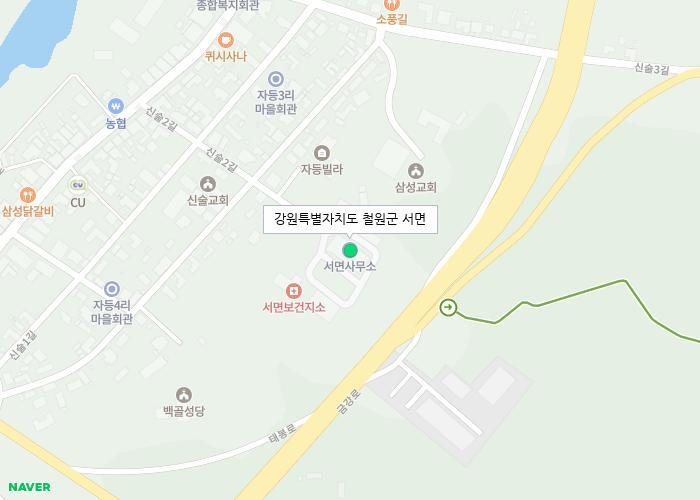 종합복지회관
소풍길
퀴시사나
신술3길
자등3리
마을회관
농협
신술2길
신술2길
자등빌라
CU
CU
신술교회
삼성교회
삼성닭갈비
강원특별자치도 철원군 서면
서면사무소
자등4리
마을회관
서면보건지소
신술1길
백골성당
금강로
태봉로
NAVER